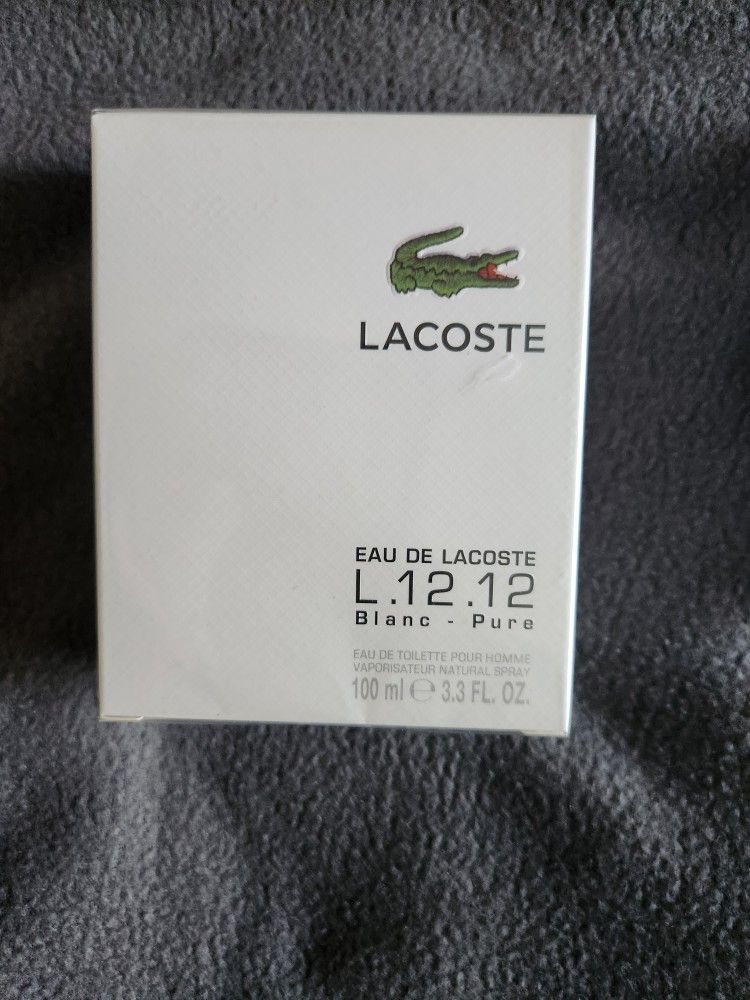 LACOSTE
EAU DE LACOSTE
L.12.12
Blanc - Pure
EAU DE TOILETTE POUR HOMME
VAPORISATEUR NATURAL SPRAY
100 ml ℮ 3.3 FL. OZ.